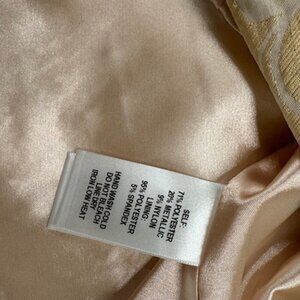 SELF:
71% POLYESTER
20% METALLIC
9% NYLON
LINING:
95% POLYESTER
5% SPANDEX
HAND WASH COLD
DO NOT BLEACH
LINE DRY
IRON LOW HEAT.